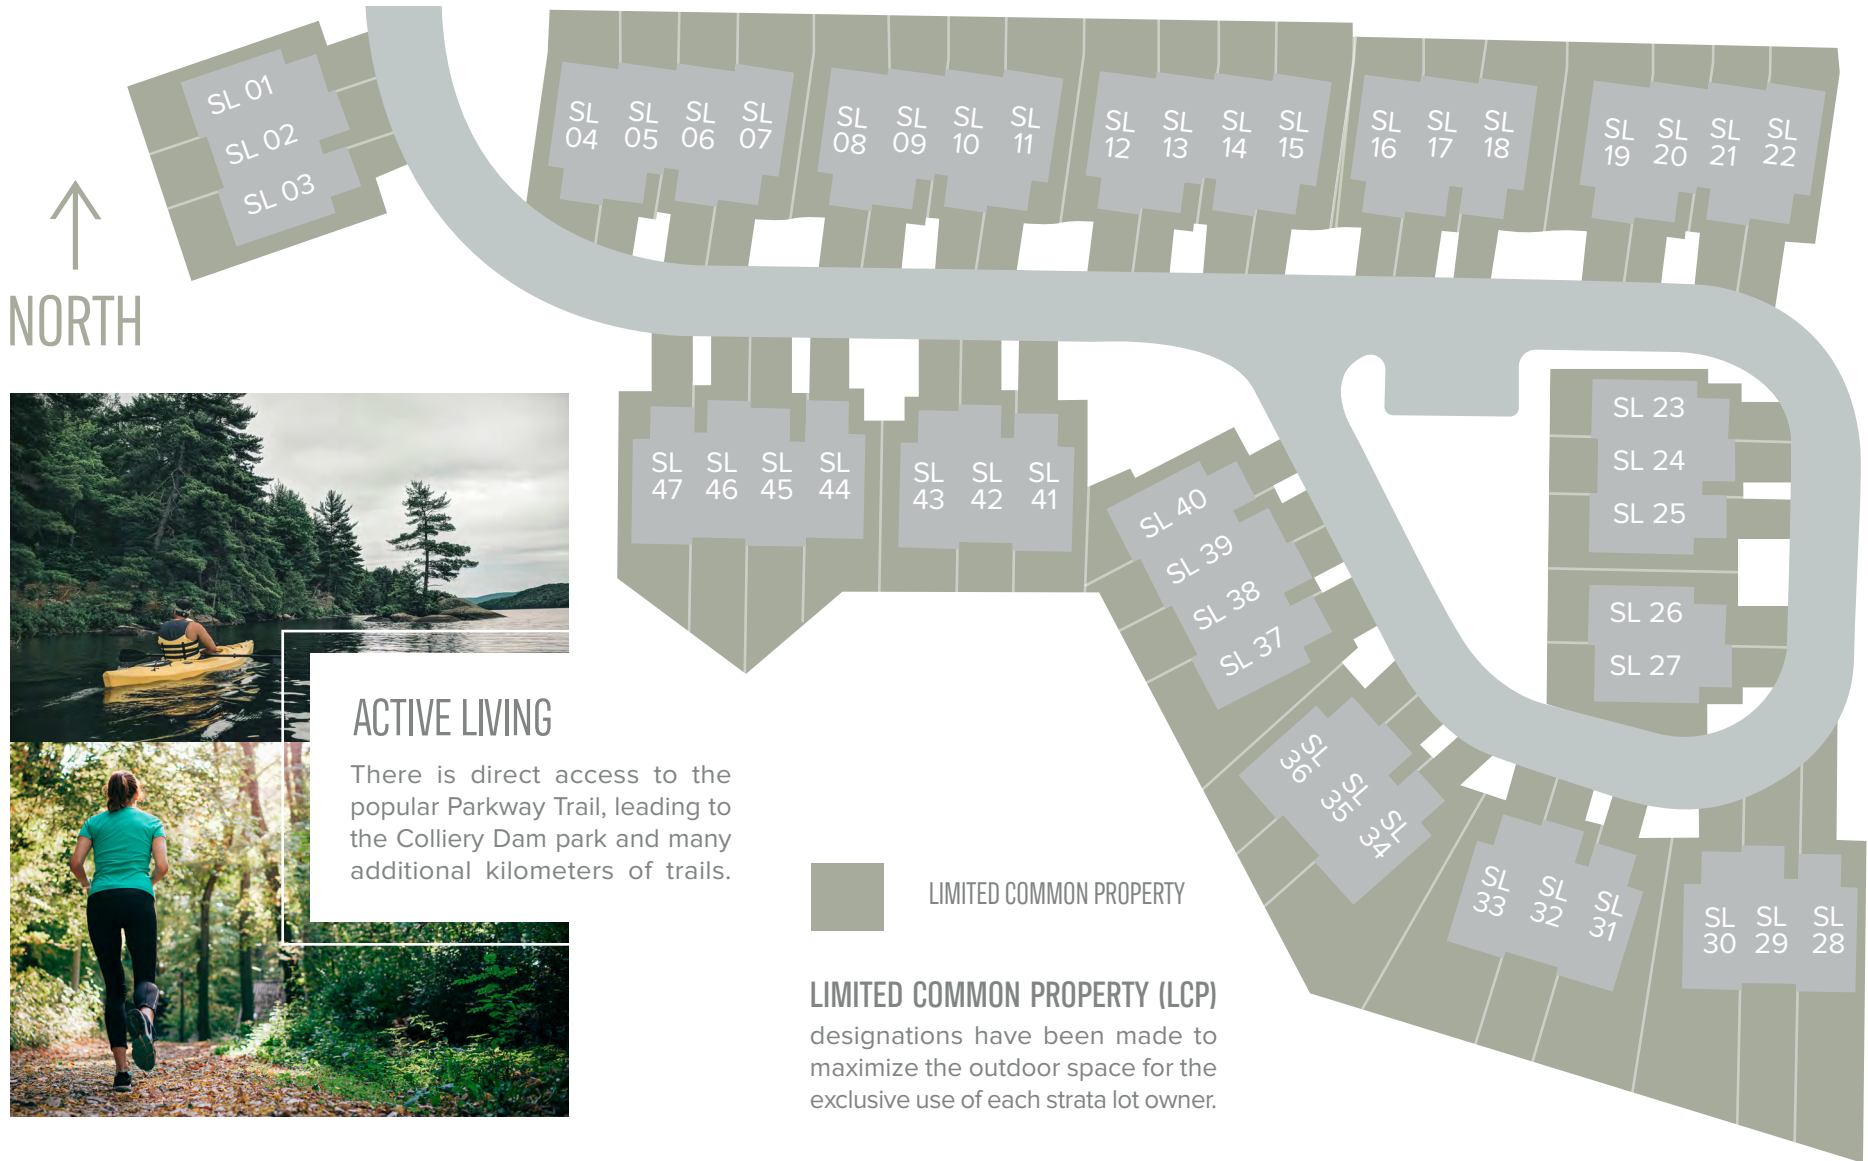 SL 01
SL 02
SL 03
SL
04
SL
05
SL
06
SL
07
SL
08
SL
09
SL
10
SL
11
SL
12
SL
13
SL
14
SL
15
SL
16
SL
17
SL
18
SL
19
SL
20
SL
21
SL
22
NORTH
SL 23
SL 24
SL 25
SL 26
SL 27
SL
47
SL
46
SL
45
SL
44
SL
43
SL
42
SL
41
SL 40
SL 39
SL 38
SL 37
SL
36
SL
35
SL
34
SL
33
SL
32
SL
31
SL
30
SL
29
SL
28
ACTIVE LIVING
There is direct access to the
popular Parkway Trail, leading to
the Colliery Dam park and many
additional kilometers of trails.
LIMITED COMMON PROPERTY
LIMITED COMMON PROPERTY (LCP)
designations have been made to
maximize the outdoor space for the
exclusive use of each strata lot owner.